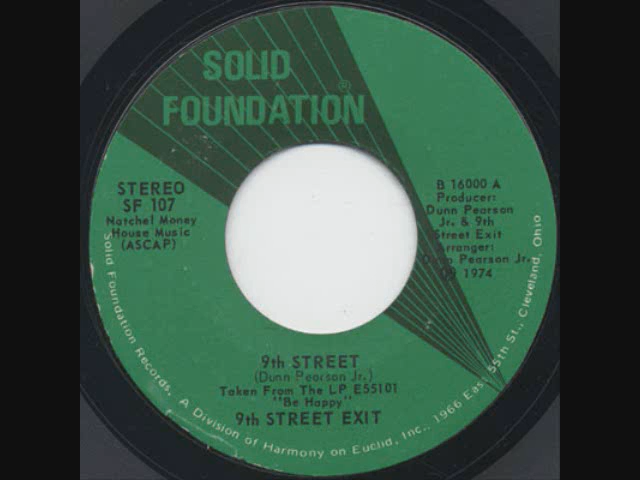 SOLID
FOUNDATION®
STEREO
SF 107
Natchel Money
House Music
(ASCAP)
B 16000 A
Producer:
Dunn Pearson
Jr. & 9th
Street Exit
Arranger:
Dunn Pearson Jr.
℗ 1974
9th STREET
(Dunn Pearson Jr.)
Taken From The LP ESS101
"Be Happy"
9th STREET EXIT
Solid Foundation Records, A Division of Harmony on Euclid, Inc., 1966 East 55th St., Cleveland, Ohio